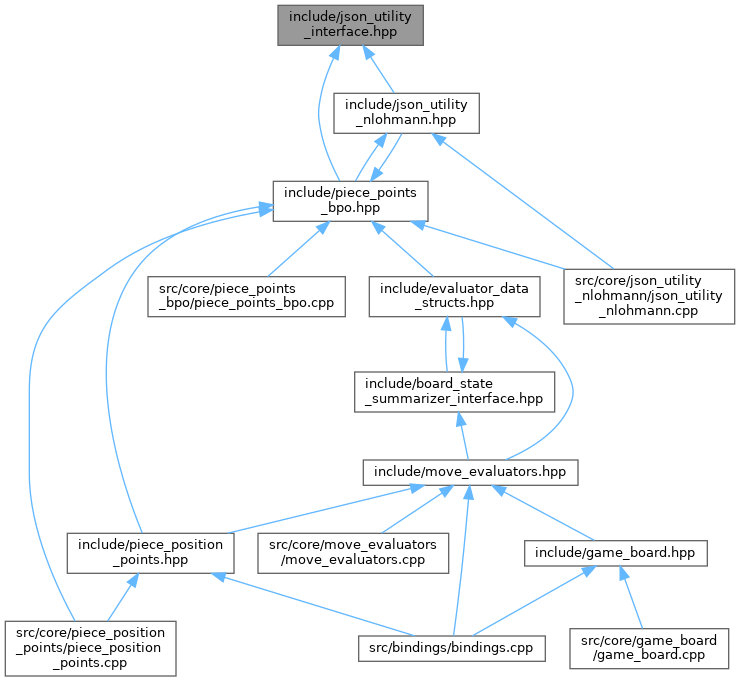 include/json_utility
_interface.hpp
include/json_utility
_nlohmann.hpp
include/piece_points
_bpo.hpp
src/core/piece_points
_bpo/piece_points_bpo.cpp
include/evaluator_data
_structs.hpp
src/core/json_utility
_nlohmann/json_utility
_nlohmann.cpp
include/board_state
_summarizer_interface.hpp
include/move_evaluators.hpp
include/piece_position
_points.hpp
src/core/move_evaluators
/move_evaluators.cpp
include/game_board.hpp
src/core/piece_position
_points/piece_position
_points.cpp
src/bindings/bindings.cpp
src/core/game_board
/game_board.cpp